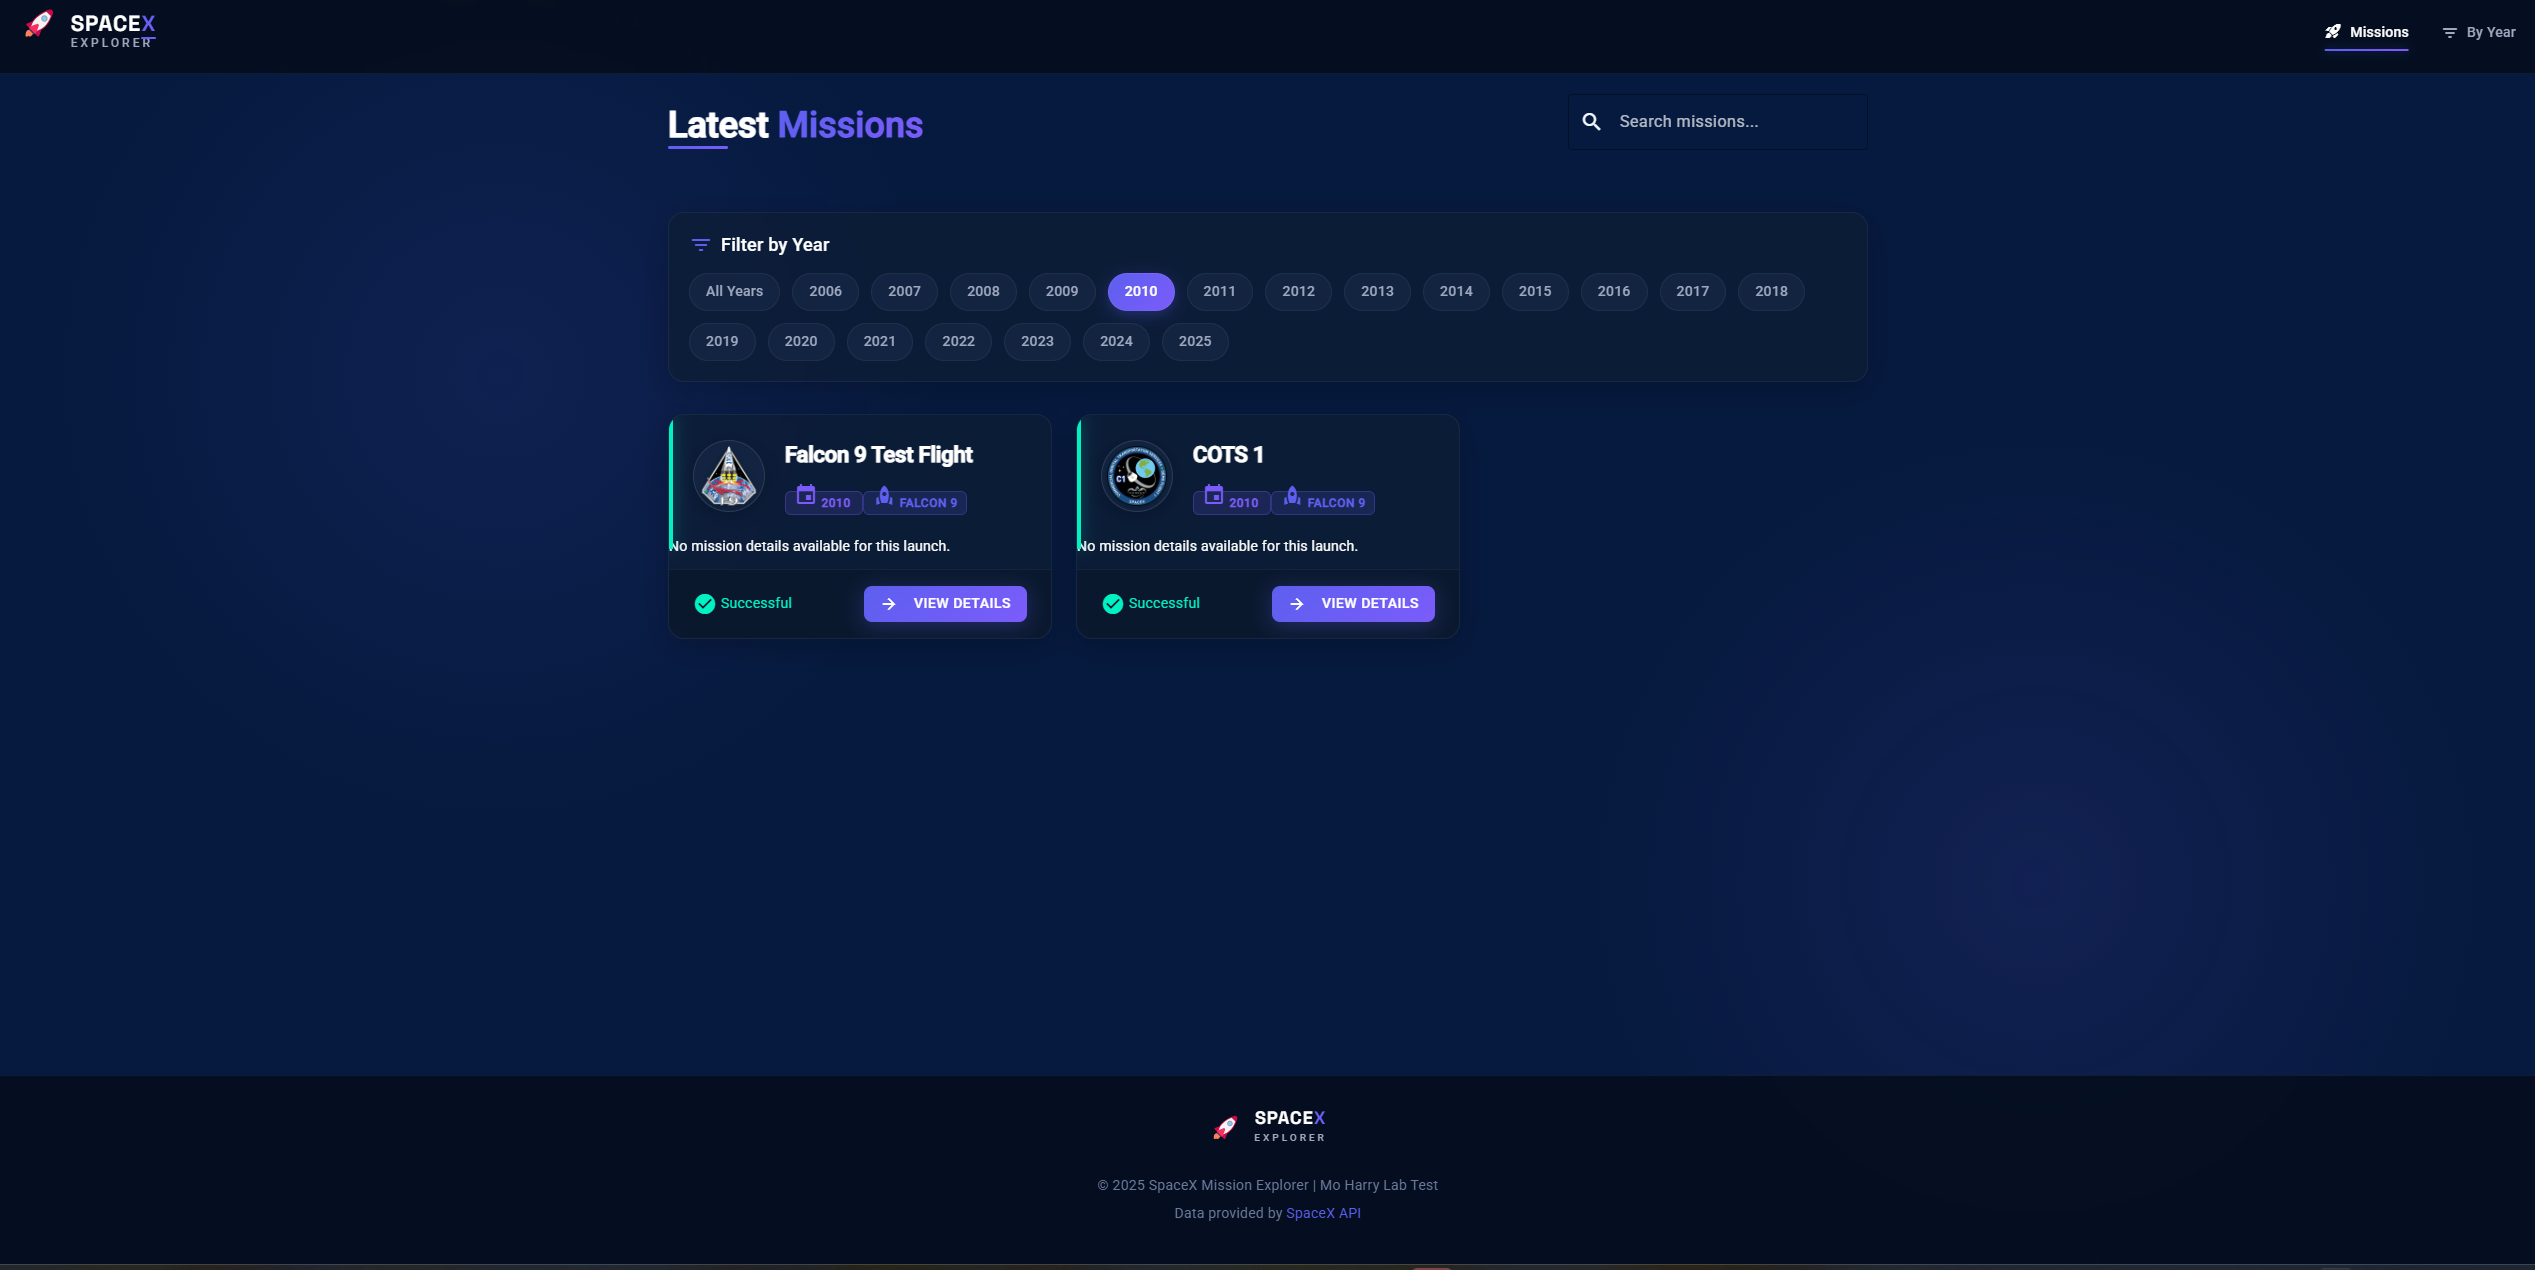 SPACEX
EXPLORER
Missions
By Year
Latest Missions
Search missions...
Filter by Year
All Years 2006 2007 2008 2009 2010 2011 2012 2013 2014 2015 2016 2017 2018
2019 2020 2021 2022 2023 2024 2025
Falcon 9 Test Flight
2010 FALCON 9
No mission details available for this launch.
Successful
VIEW DETAILS
COTS 1
C1
2010 FALCON 9
No mission details available for this launch.
Successful
VIEW DETAILS
SPACEX
EXPLORER
© 2025 SpaceX Mission Explorer | Mo Harry Lab Test
Data provided by SpaceX API